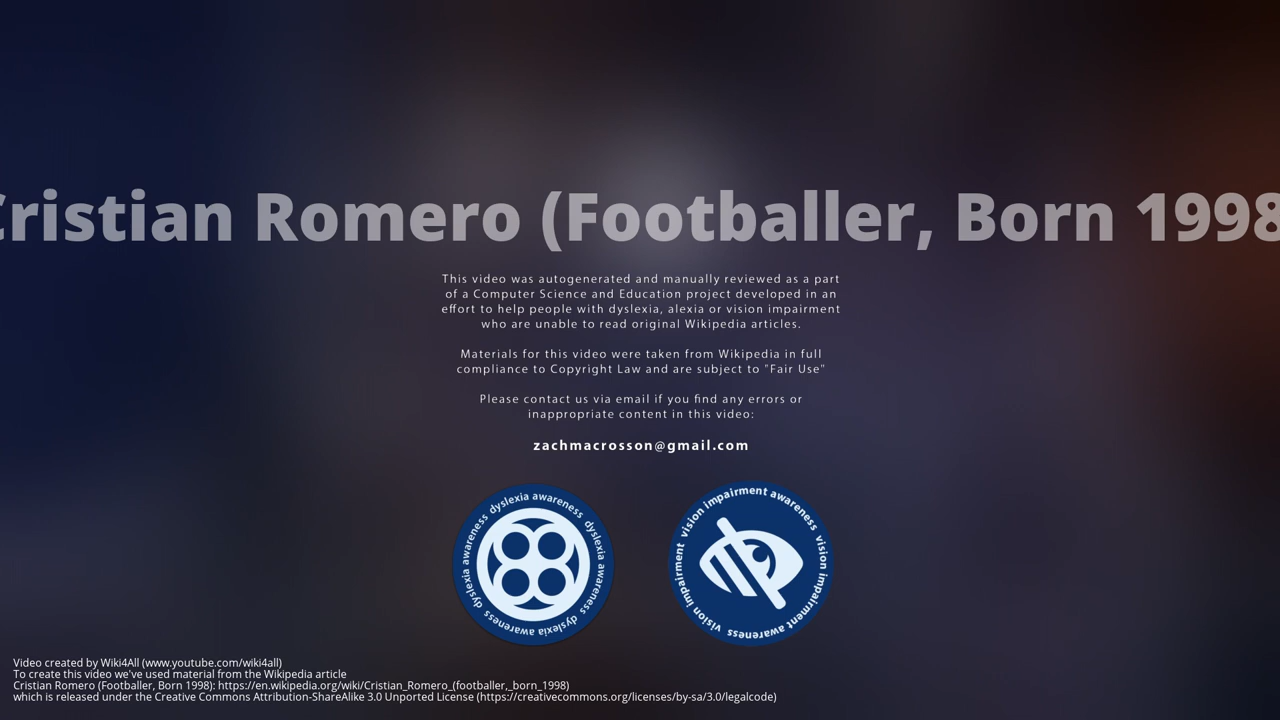 Cristian Romero (Footballer, Born 1998
This video was autogenerated and manually reviewed as a part
of a Computer Science and Education project developed in an
effort to help people with dyslexia, alexia or vision impairment
who are unable to read original Wikipedia articles.
Materials for this video were taken from Wikipedia in full
compliance to Copyright Law and are subject to "Fair Use"
Please contact us via email if you find any errors or
inappropriate content in this video:
zachmacrosson@gmail.com
dyslexia awareness dyslexia awareness dyslexia awareness dyslexia awareness
vision impairment awareness vision impairment awareness vision impairment awareness
Video created by Wiki4All (www.youtube.com/wiki4all)
To create this video we've used material from the Wikipedia article
Cristian Romero (Footballer, Born 1998): https://en.wikipedia.org/wiki/Cristian_Romero_(footballer,_born_1998)
which is released under the Creative Commons Attribution-ShareAlike 3.0 Unported License (https://creativecommons.org/licenses/by-sa/3.0/legalcode)